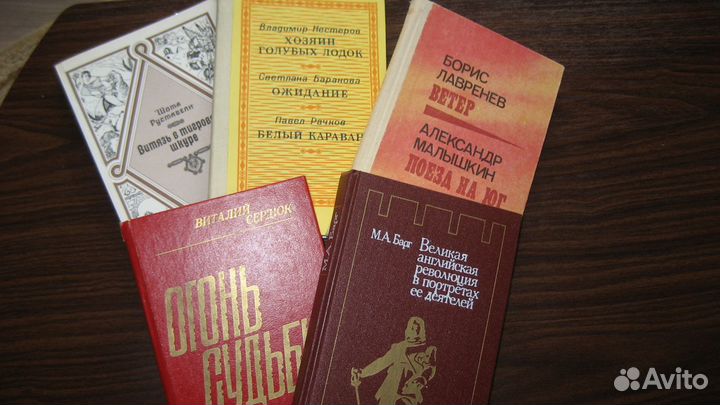 Шота
Руставели
Витязь в тигровой
шкуре
Владимир Нестеров
ХОЗЯИН
ГОЛУБЫХ ЛОДОК
Светлана Баранова
ОЖИДАНИЕ
Павел Рачков
БЕЛЫЙ КАРАВАН
БОРИС
ЛАВРЕНЕВ
ВЕТЕР
АЛЕКСАНДР
МАЛЫШКИН
ПОЕЗД НА ЮГ
ВИТАЛИЙ
СЕРДЮК
ОГОНЬ
СУДЬБЫ
М.А.Барг
Великая
английская
революция
в портретах
ее деятелей
Avito